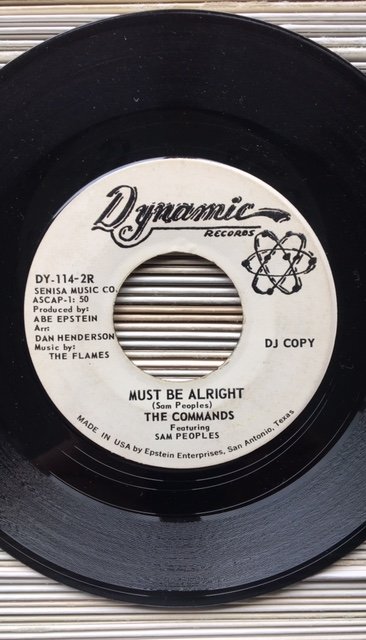 Dynamic
RECORDS
DY-114-2R
SENISA MUSIC CO.
ASCAP-1: 50
Produced by:
ABE EPSTEIN
Arr:
DAN HENDERSON
Music by:
THE FLAMES
DJ COPY
MUST BE ALRIGHT
(Sam Peoples)
THE COMMANDS
Featuring
SAM PEOPLES
MADE IN USA by Epstein Enterprises, San Antonio, Texas